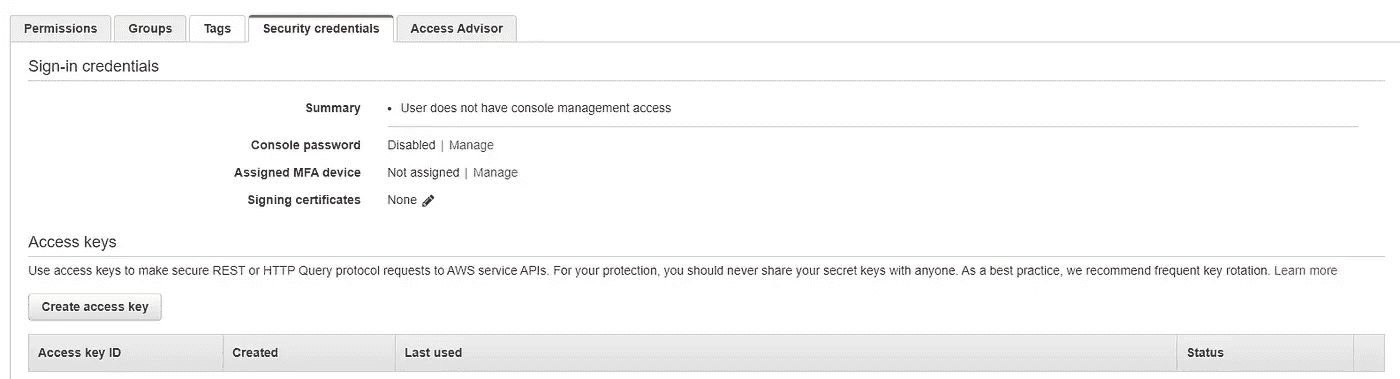 Permissions Groups Tags Security credentials Access Advisor
Sign-in credentials
Summary • User does not have console management access
Console password Disabled | Manage
Assigned MFA device Not assigned | Manage
Signing certificates None
Access keys
Use access keys to make secure REST or HTTP Query protocol requests to AWS service APIs. For your protection, you should never share your secret keys with anyone. As a best practice, we recommend frequent key rotation. Learn more
Create access key
Access key ID Created Last used Status